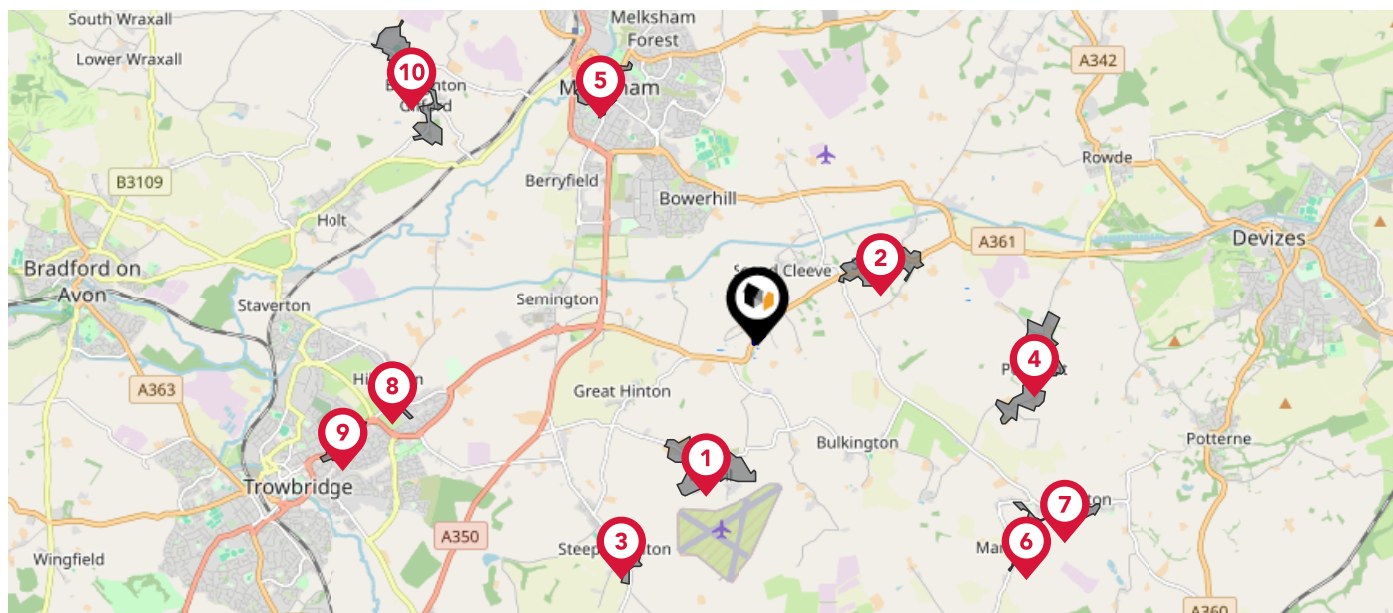 South Wraxall
Melksham
Forest
Lower Wraxall
A342
10
5
B3109
Berryfield
Rowde
Bowerhill
Holt
A361
Devizes
Bradford on
Avon
2
Cleeve
Semington
Staverton
4
A363
8
Great Hinton
9
Potterne
Bulkington
1
Trowbridge
7
A350
3
6
Wingfield
A360